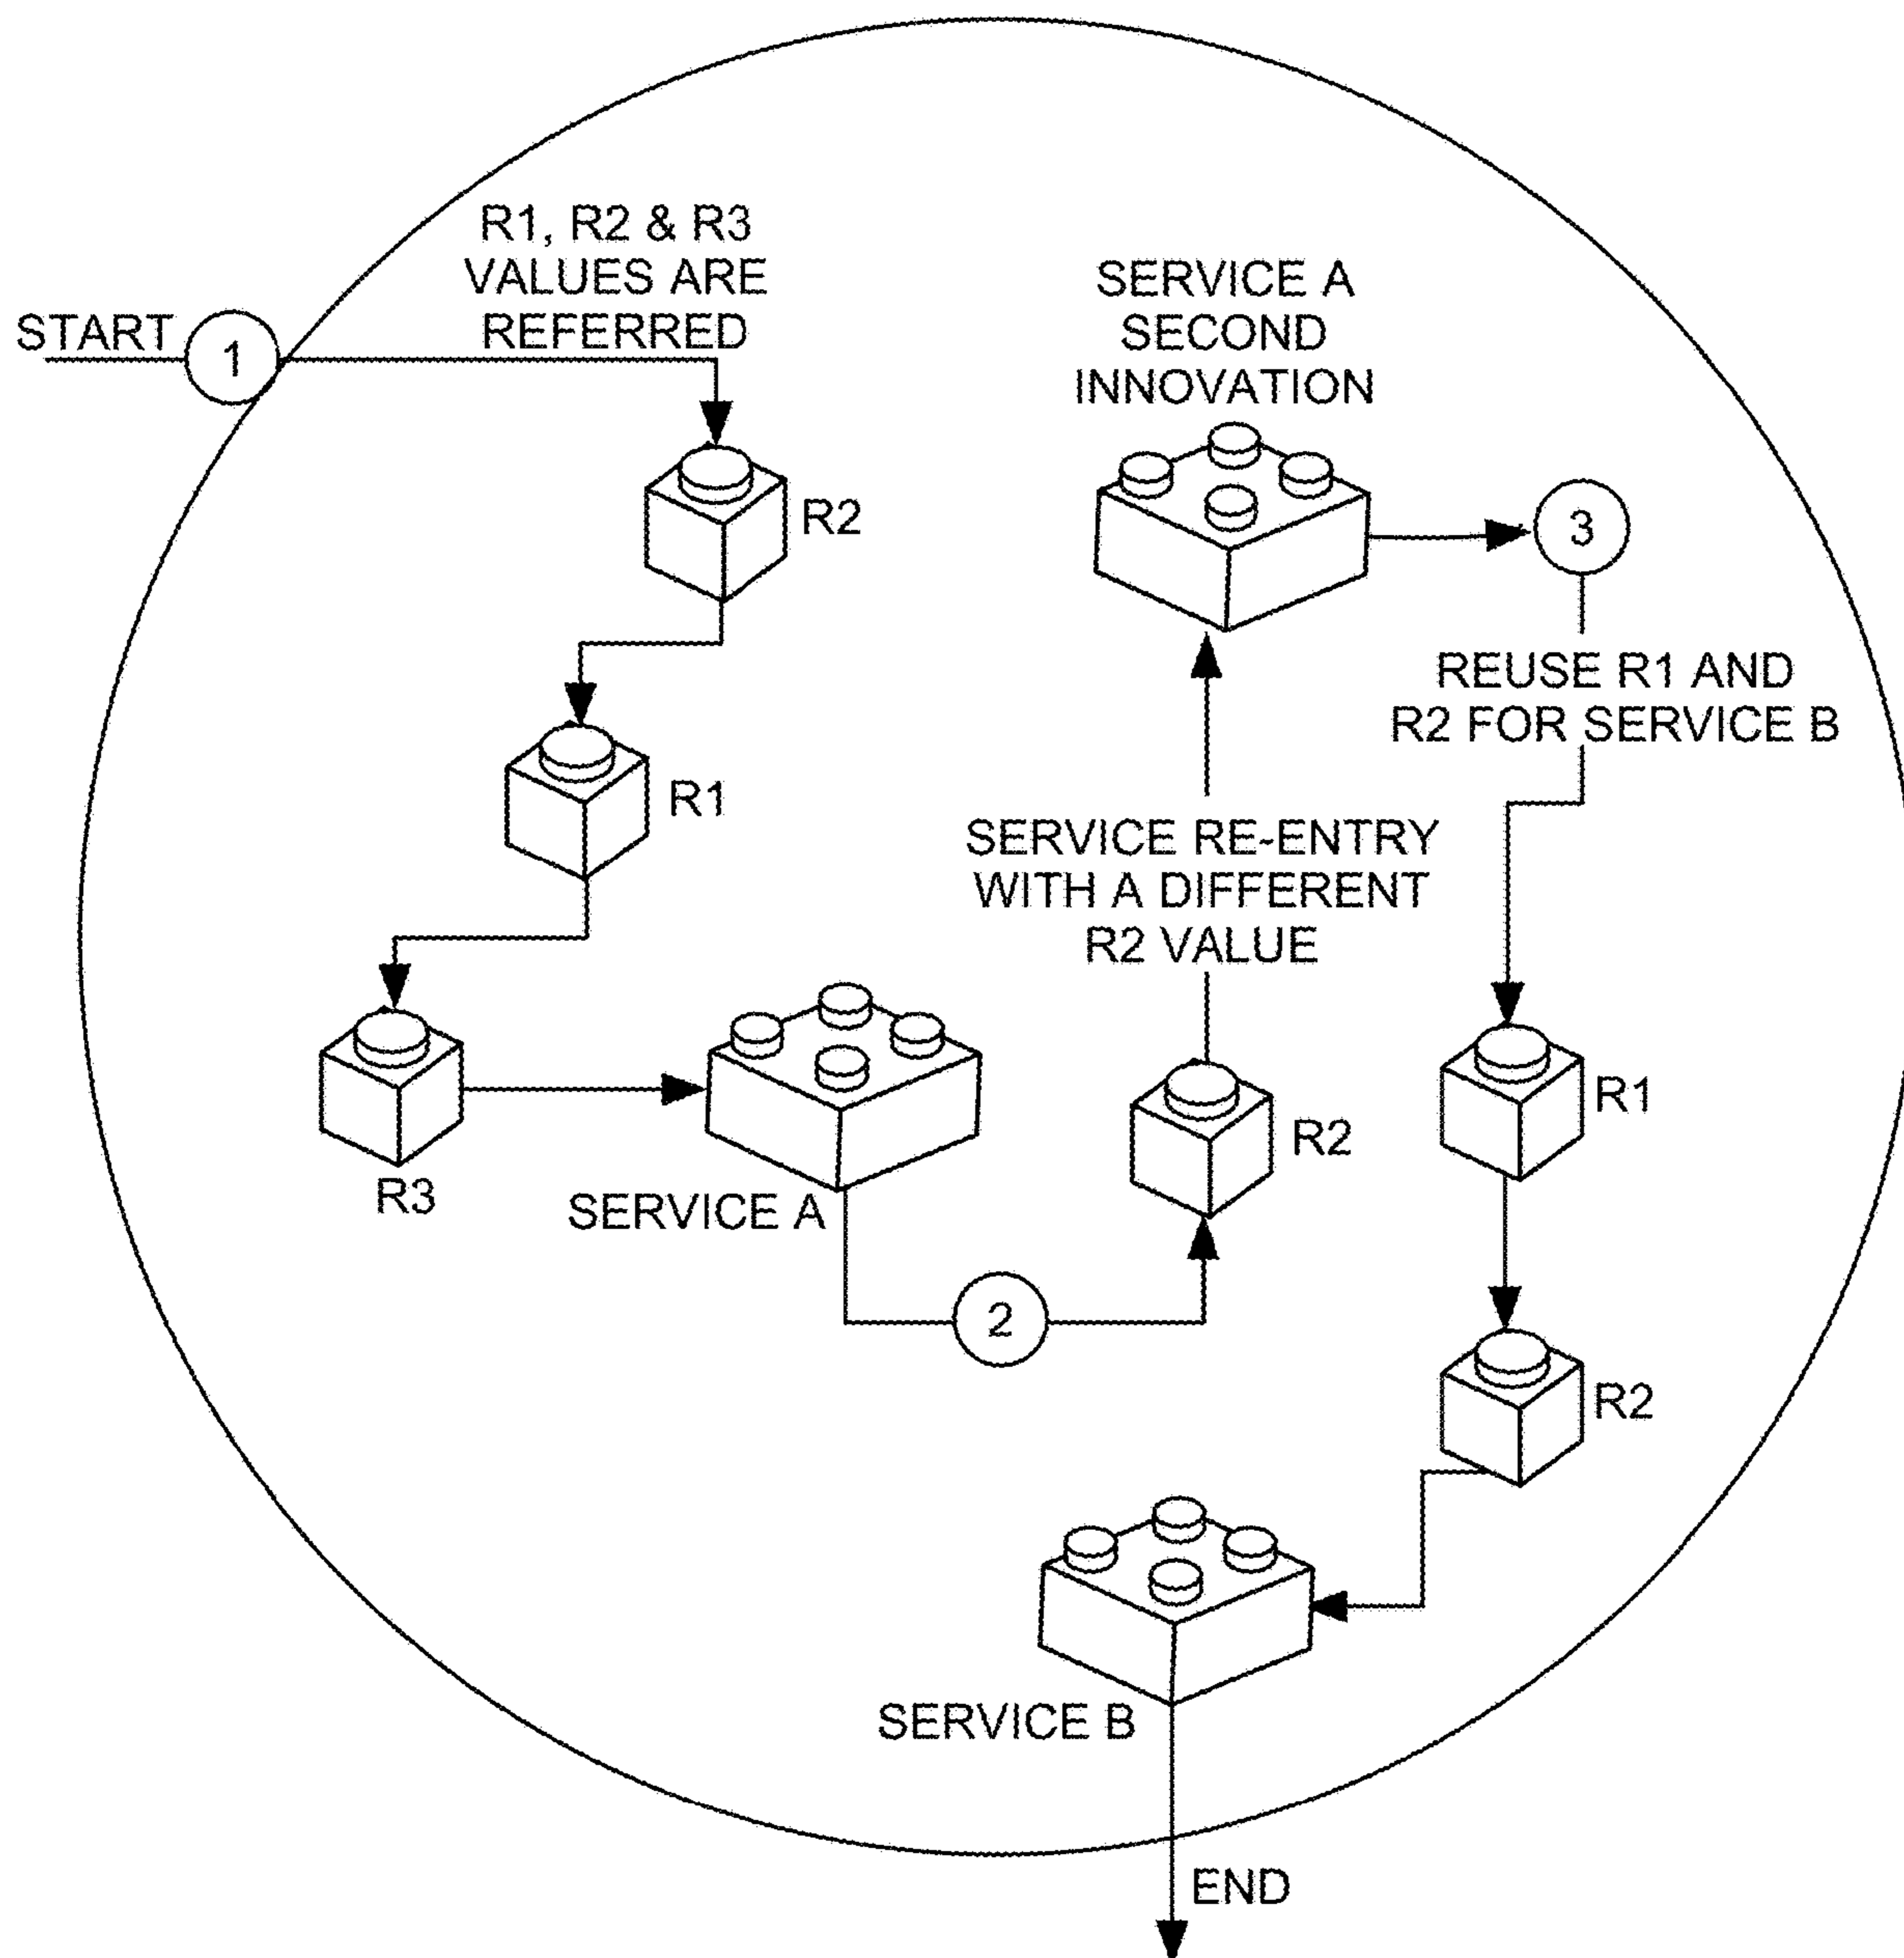 START
1
R1, R2 & R3
VALUES ARE
REFERRED
R2
R1
R3
SERVICE A
2
R2
SERVICE RE-ENTRY
WITH A DIFFERENT
R2 VALUE
SERVICE A
SECOND
INNOVATION
3
REUSE R1 AND
R2 FOR SERVICE B
R1
R2
SERVICE B
END